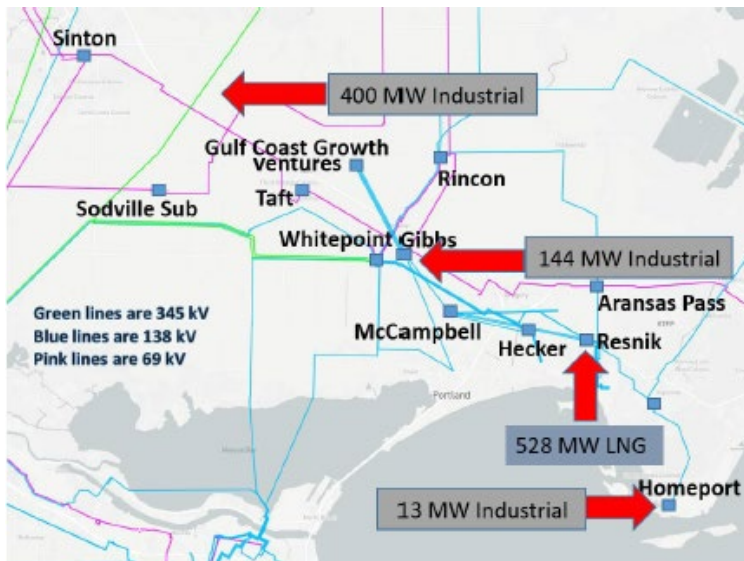 Sinton
400 MW Industrial
Gulf Coast Growth
ventures
Rincon
Sodville Sub
Taft
Whitepoint Gibbs
144 MW Industrial
Aransas Pass
Green lines are 345 kV
Blue lines are 138 kV
Pink lines are 69 kV
McCampbell
Hecker
Resnik
Portland
528 MW LNG
Homeport
13 MW Industrial